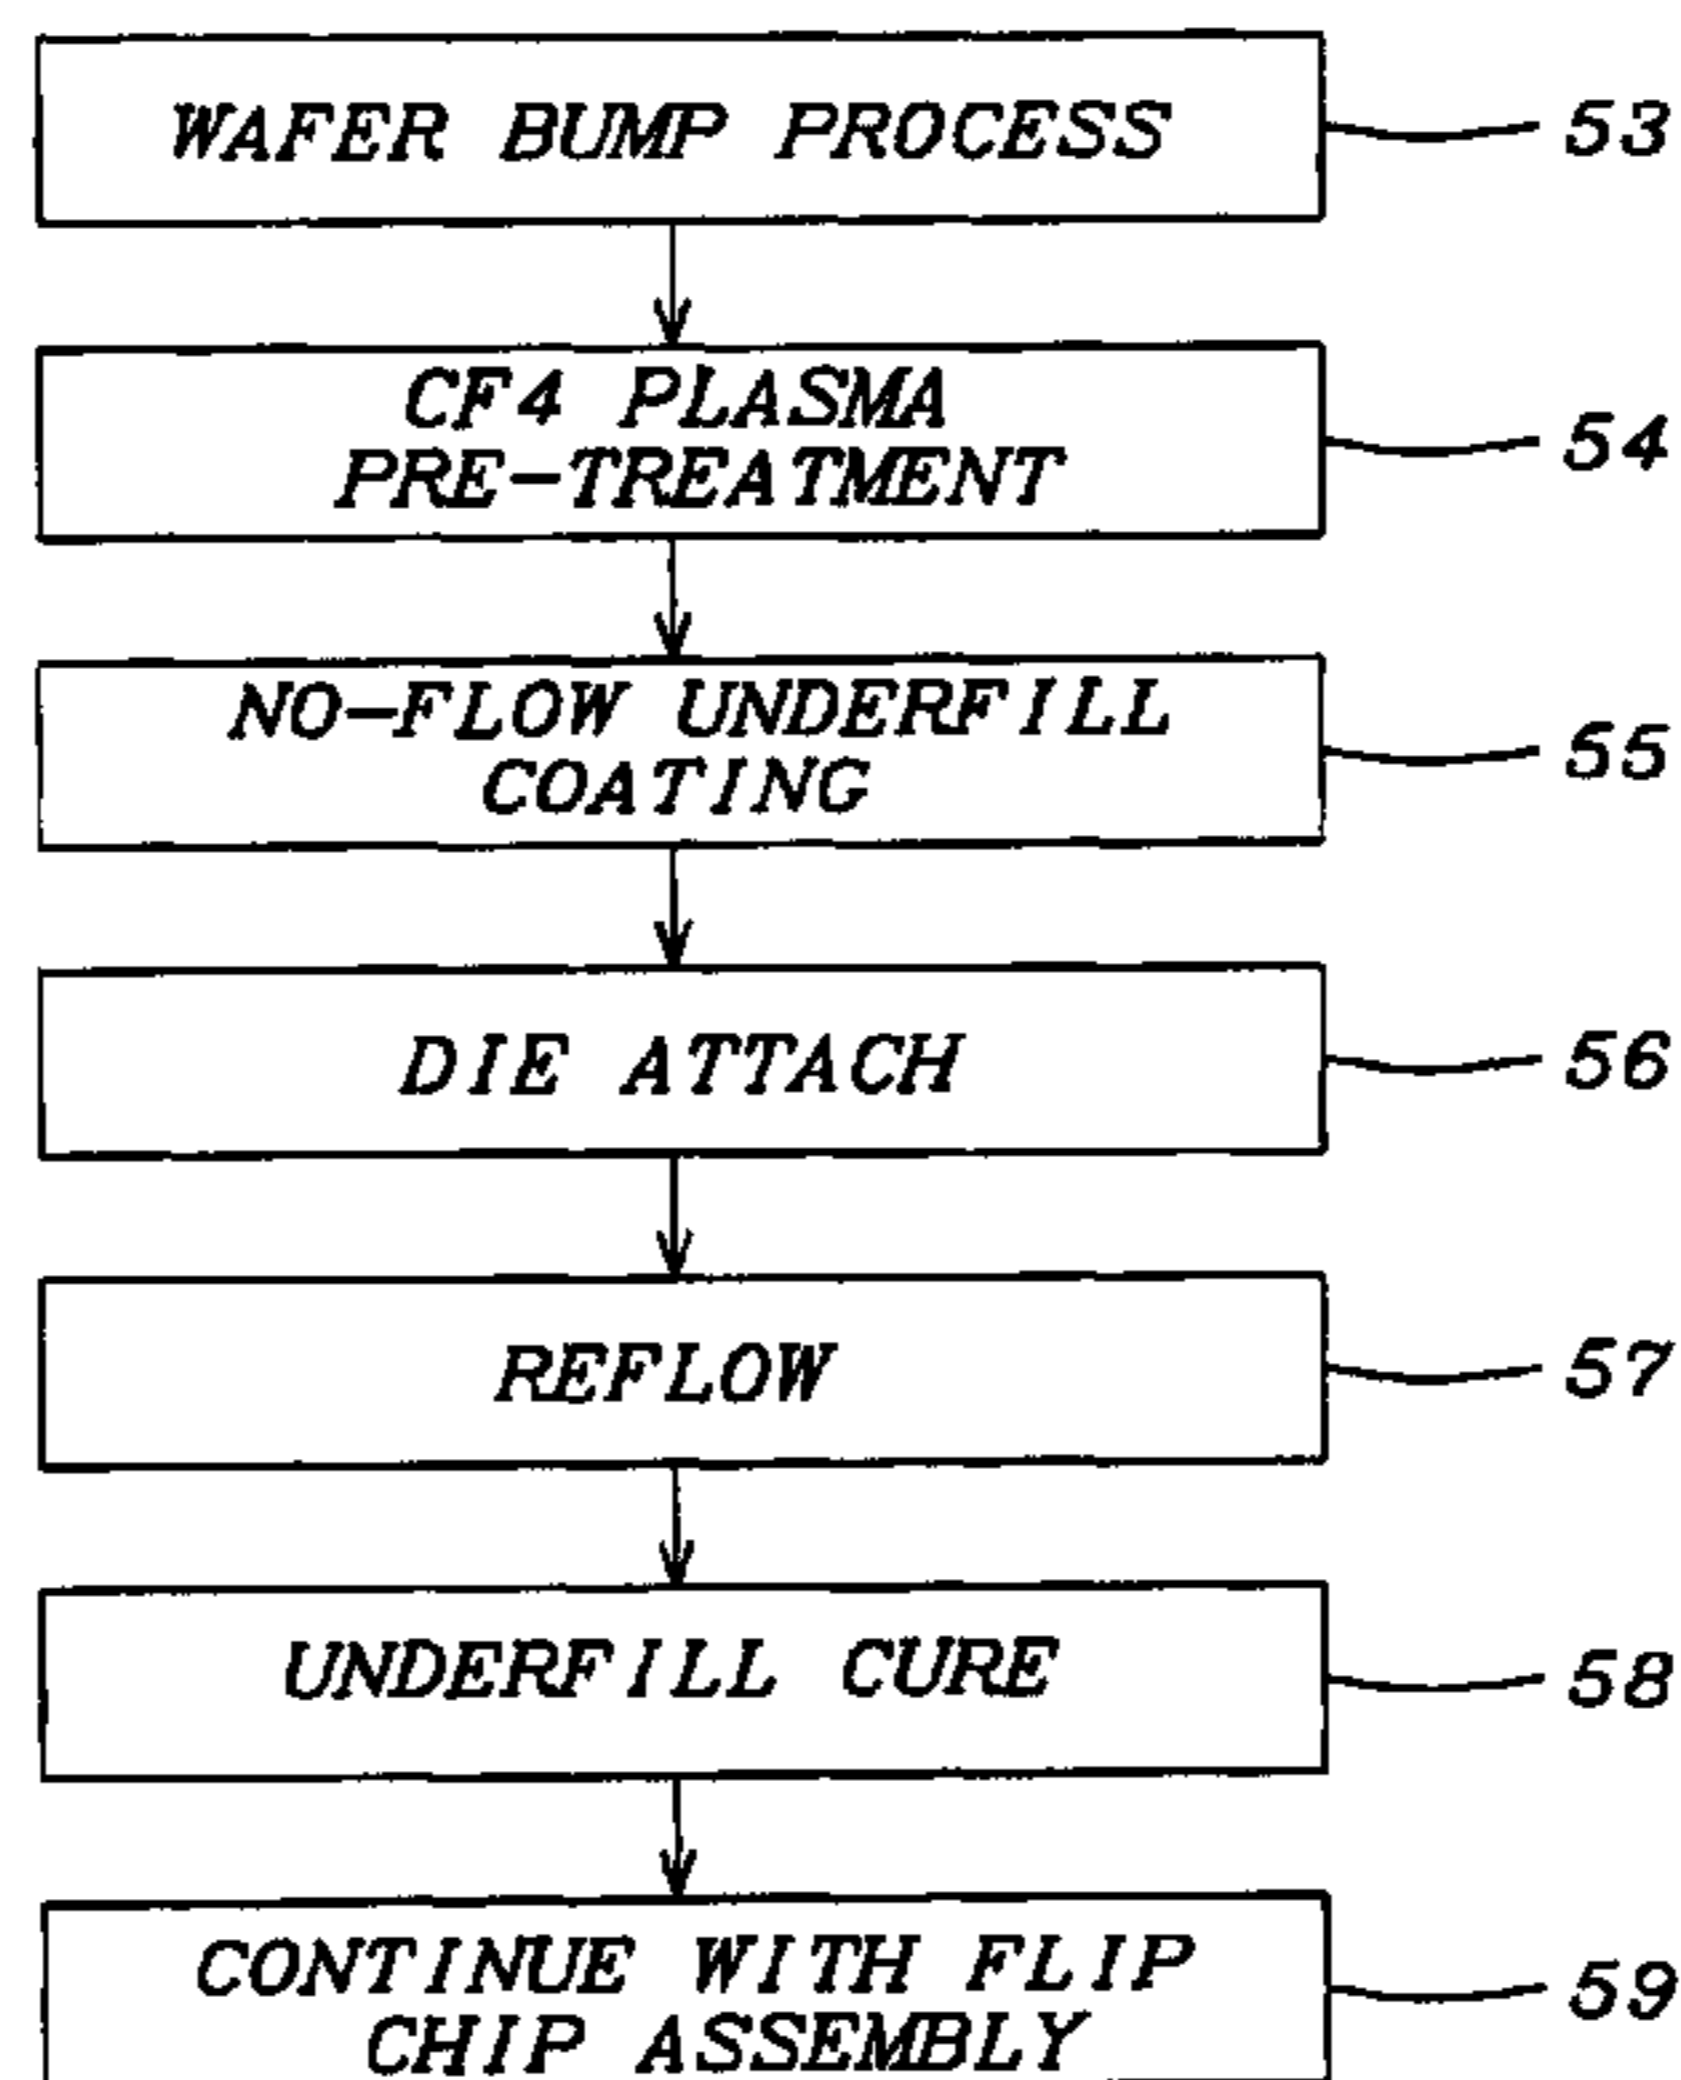 WAFER BUMP PROCESS
53
CF4 PLASMA
PRE-TREATMENT
54
NO-FLOW UNDERFILL
COATING
55
DIE ATTACH
56
REFLOW
57
UNDERFILL CURE
58
CONTINUE WITH FLIP
CHIP ASSEMBLY
59